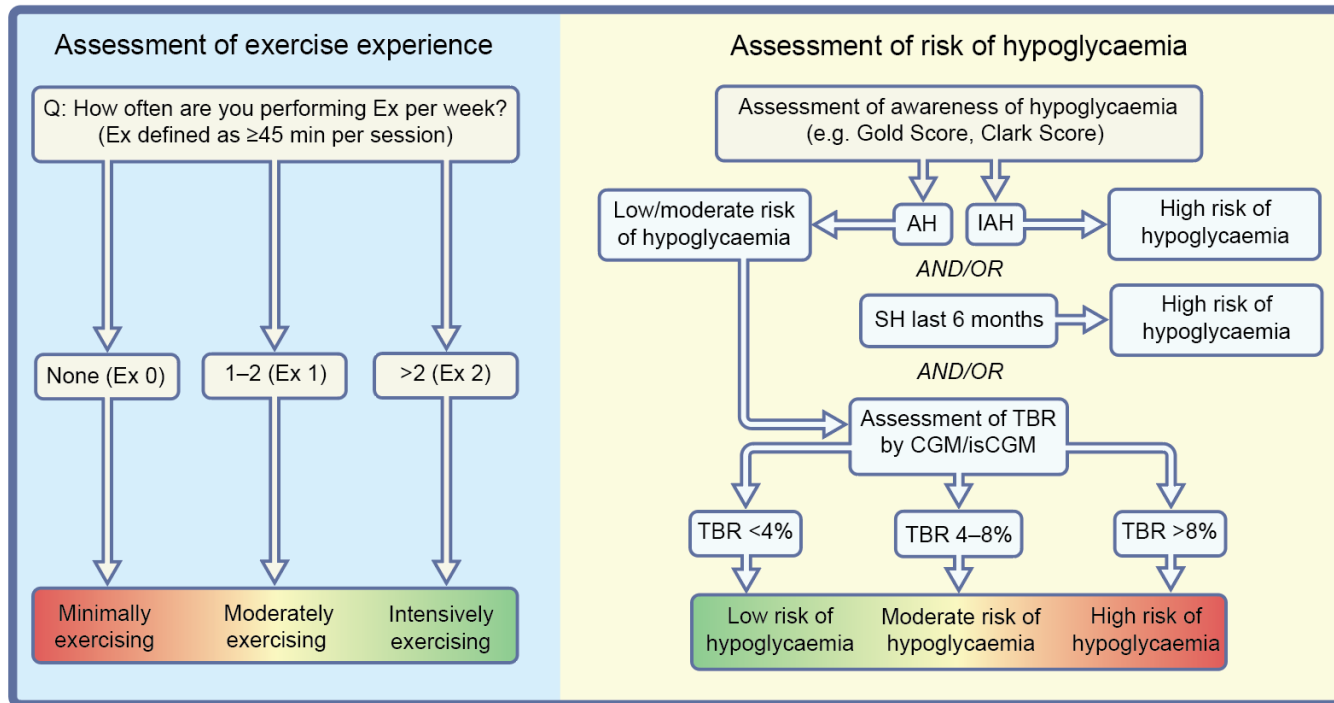 Assessment of exercise experience
Q: How often are you performing Ex per week?
(Ex defined as ≥45 min per session)
None (Ex 0)
1–2 (Ex 1)
>2 (Ex 2)
Minimally
exercising
Moderately
exercising
Intensively
exercising
Assessment of risk of hypoglycaemia
Assessment of awareness of hypoglycaemia
(e.g. Gold Score, Clark Score)
Low/moderate risk
of hypoglycaemia
AH
IAH
High risk of
hypoglycaemia
AND/OR
SH last 6 months
High risk of
hypoglycaemia
AND/OR
Assessment of TBR
by CGM/isCGM
TBR <4%
TBR 4–8%
TBR >8%
Low risk of
hypoglycaemia
Moderate risk of
hypoglycaemia
High risk of
hypoglycaemia